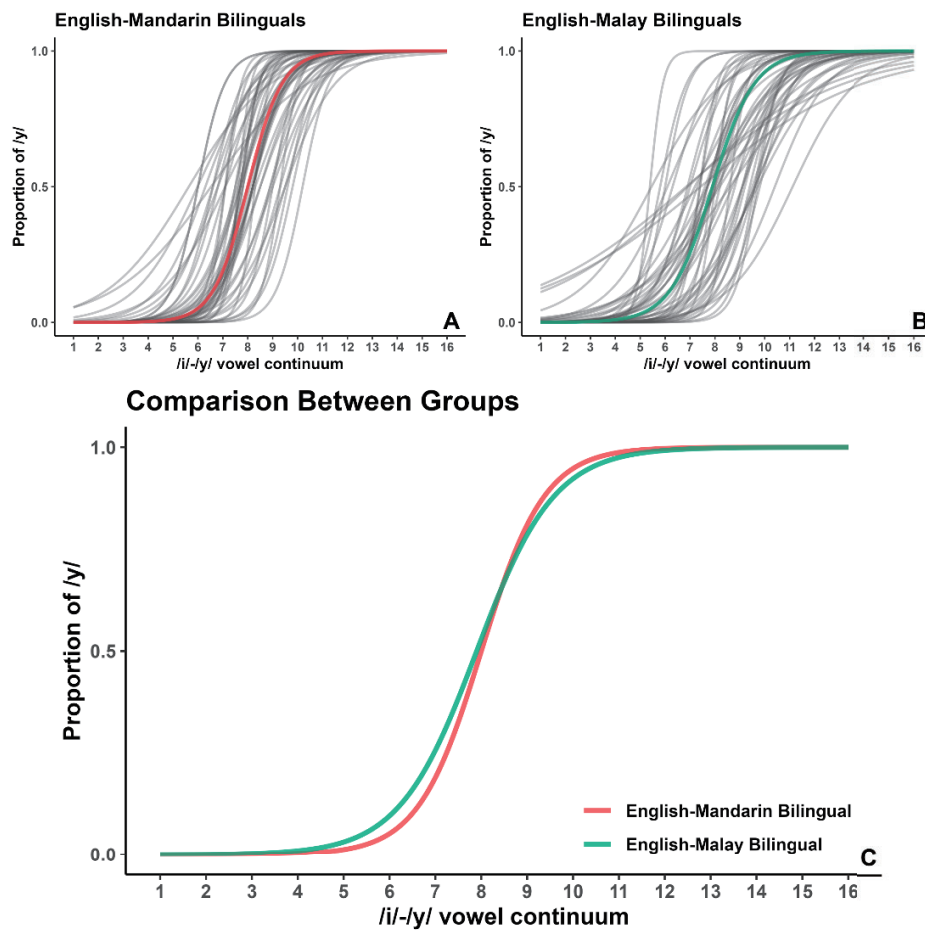 English-Mandarin Bilinguals
Proportion of /y/
1.0
0.5
0.0
A
1 2 3 4 5 6 7 8 9 10 11 12 13 14 15 16
/i/-/y/ vowel continuum
English-Malay Bilinguals
Proportion of /y/
1.0
0.5
0.0
B
1 2 3 4 5 6 7 8 9 10 11 12 13 14 15 16
/i/-/y/ vowel continuum
Comparison Between Groups
Proportion of /y/
1.0
0.5
0.0
English-Mandarin Bilingual
English-Malay Bilingual
C
1 2 3 4 5 6 7 8 9 10 11 12 13 14 15 16
/i/-/y/ vowel continuum